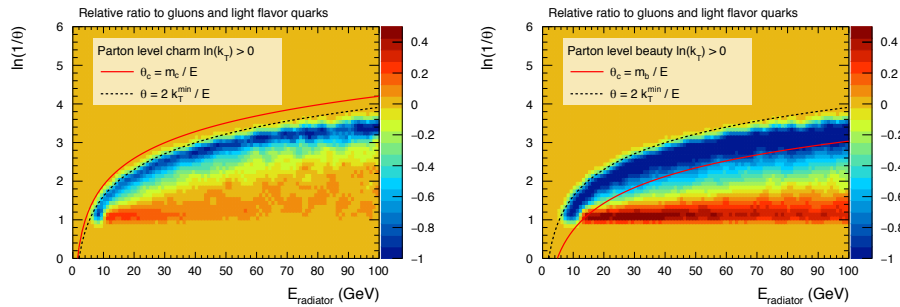 Relative ratio to gluons and light flavor quarks
ln(1/θ)
6
5
4
3
2
1
0
Parton level charm ln(k_T) > 0
θ_c = m_c / E
θ = 2 k_T^min / E
0 10 20 30 40 50 60 70 80 90 100
E_radiator (GeV)
0.4
0.2
0
−0.2
−0.4
−0.6
−0.8
−1
Relative ratio to gluons and light flavor quarks
ln(1/θ)
6
5
4
3
2
1
0
Parton level beauty ln(k_T) > 0
θ_c = m_b / E
θ = 2 k_T^min / E
0 10 20 30 40 50 60 70 80 90 100
E_radiator (GeV)
0.4
0.2
0
−0.2
−0.4
−0.6
−0.8
−1